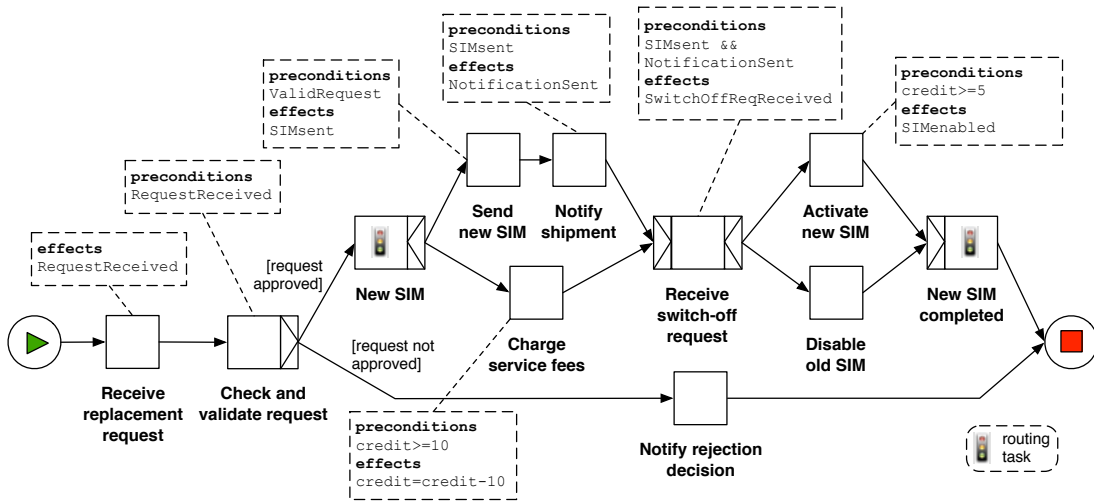 preconditions
SIMsent
effects
NotificationSent
preconditions
SIMsent &&
NotificationSent
effects
SwitchOffReqReceived
preconditions
ValidRequest
effects
SIMsent
preconditions
credit>=5
effects
SIMenabled
preconditions
RequestReceived
effects
RequestReceived
Send
new SIM
Notify
shipment
Activate
new SIM
[request
approved]
New SIM
Receive
switch-off
request
New SIM
completed
[request not
approved]
Charge
service fees
Disable
old SIM
Receive
replacement
request
Check and
validate request
preconditions
credit>=10
effects
credit=credit-10
Notify rejection
decision
routing
task